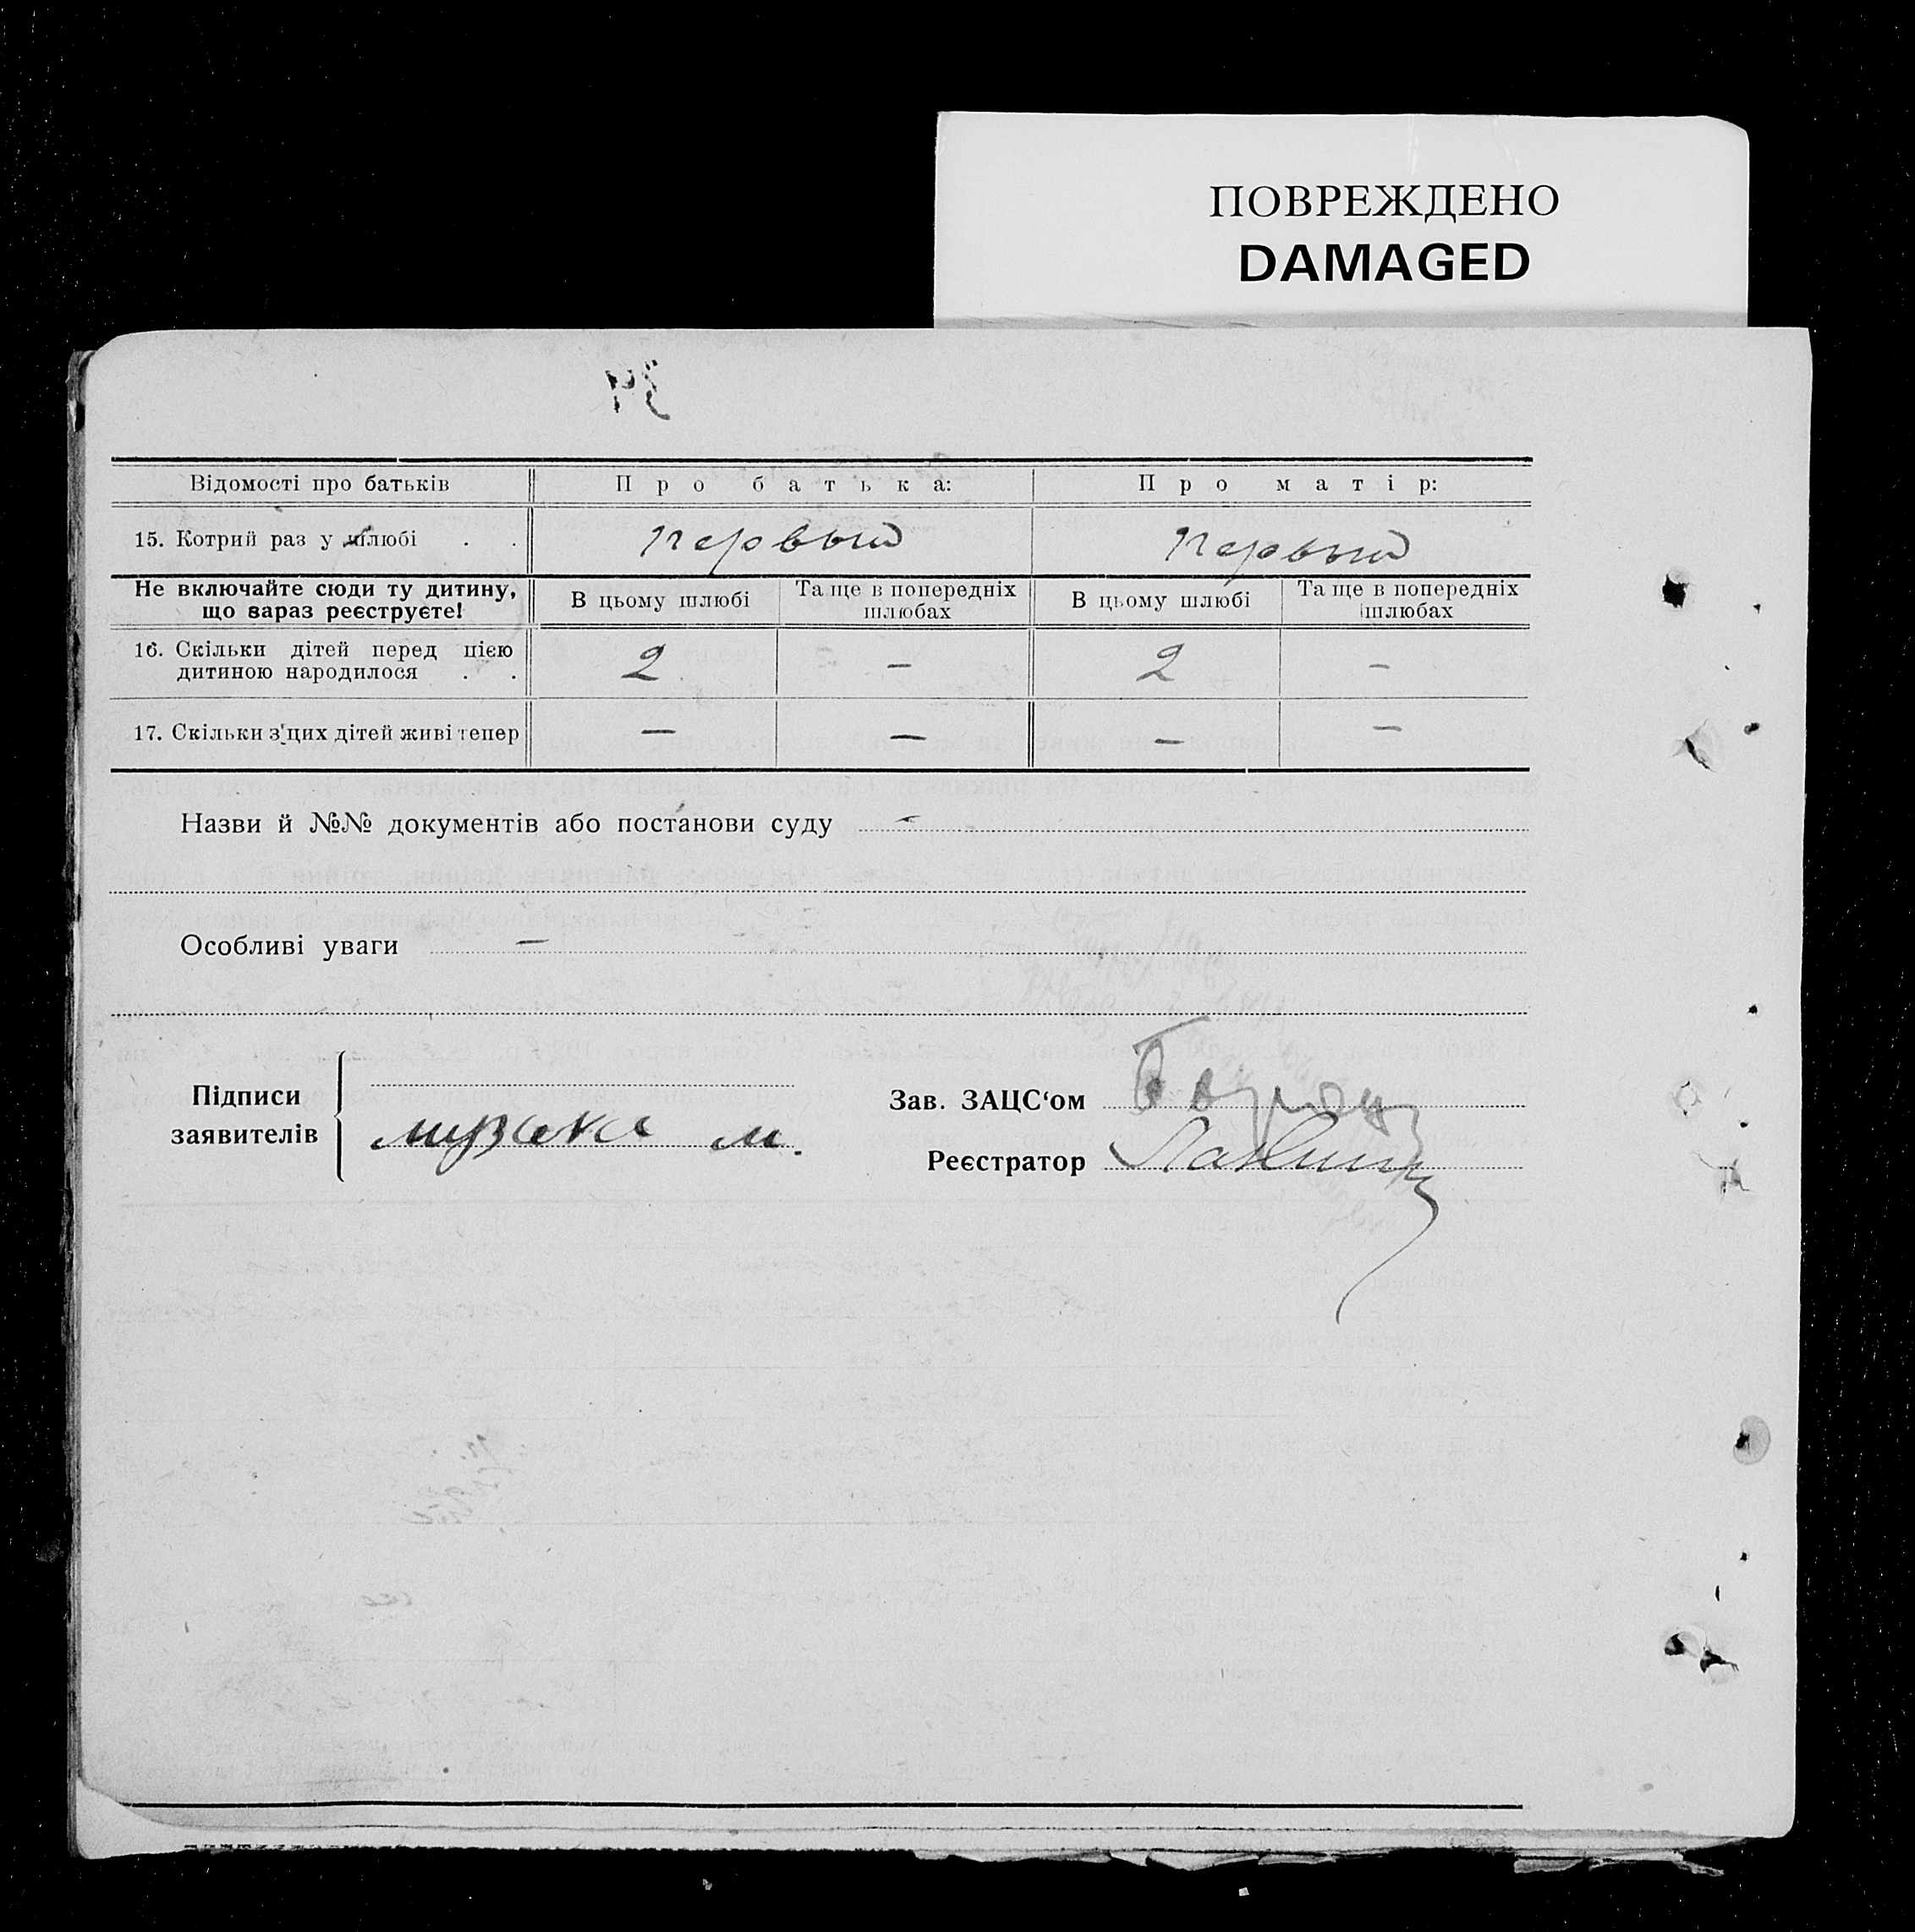 ПОВРЕЖДЕНО
DAMAGED
Відомості про батьків
Про батька:
Про матір:
15. Котрий раз у шлюбі . .
первый
первый
Не включайте сюди ту дитину,
що зараз реєструєте!
В цьому шлюбі
Та ще в попередніх
шлюбах
В цьому шлюбі
Та ще в попередніх
шлюбах
16. Скільки дітей перед цією
дитиною народилося . .
2
—
2
—
17. Скільки з цих дітей живі тепер
—
—
—
—
Назви й №№ документів або постанови суду —
Особливі уваги —
Підписи
заявителів
музыка м.
Зав. ЗАЦС‘ом
Реєстратор